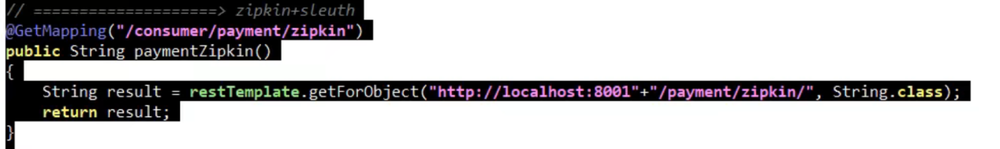 // ====================> zipkin+sleuth
@GetMapping("/consumer/payment/zipkin")
public String paymentZipkin()
{
    String result = restTemplate.getForObject("http://localhost:8001"+"/payment/zipkin/", String.class);
    return result;
}